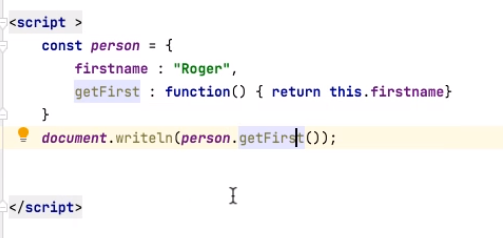 <script >
const person = {
firstname : "Roger",
getFirst : function() { return this.firstname}
}
document.writeln(person.getFirst());
</script>